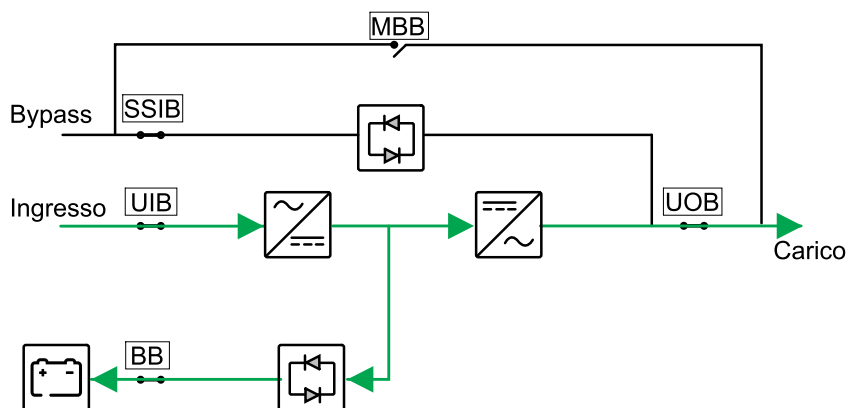 MBB
Bypass
SSIB
Ingresso
UIB
UOB
Carico
BB